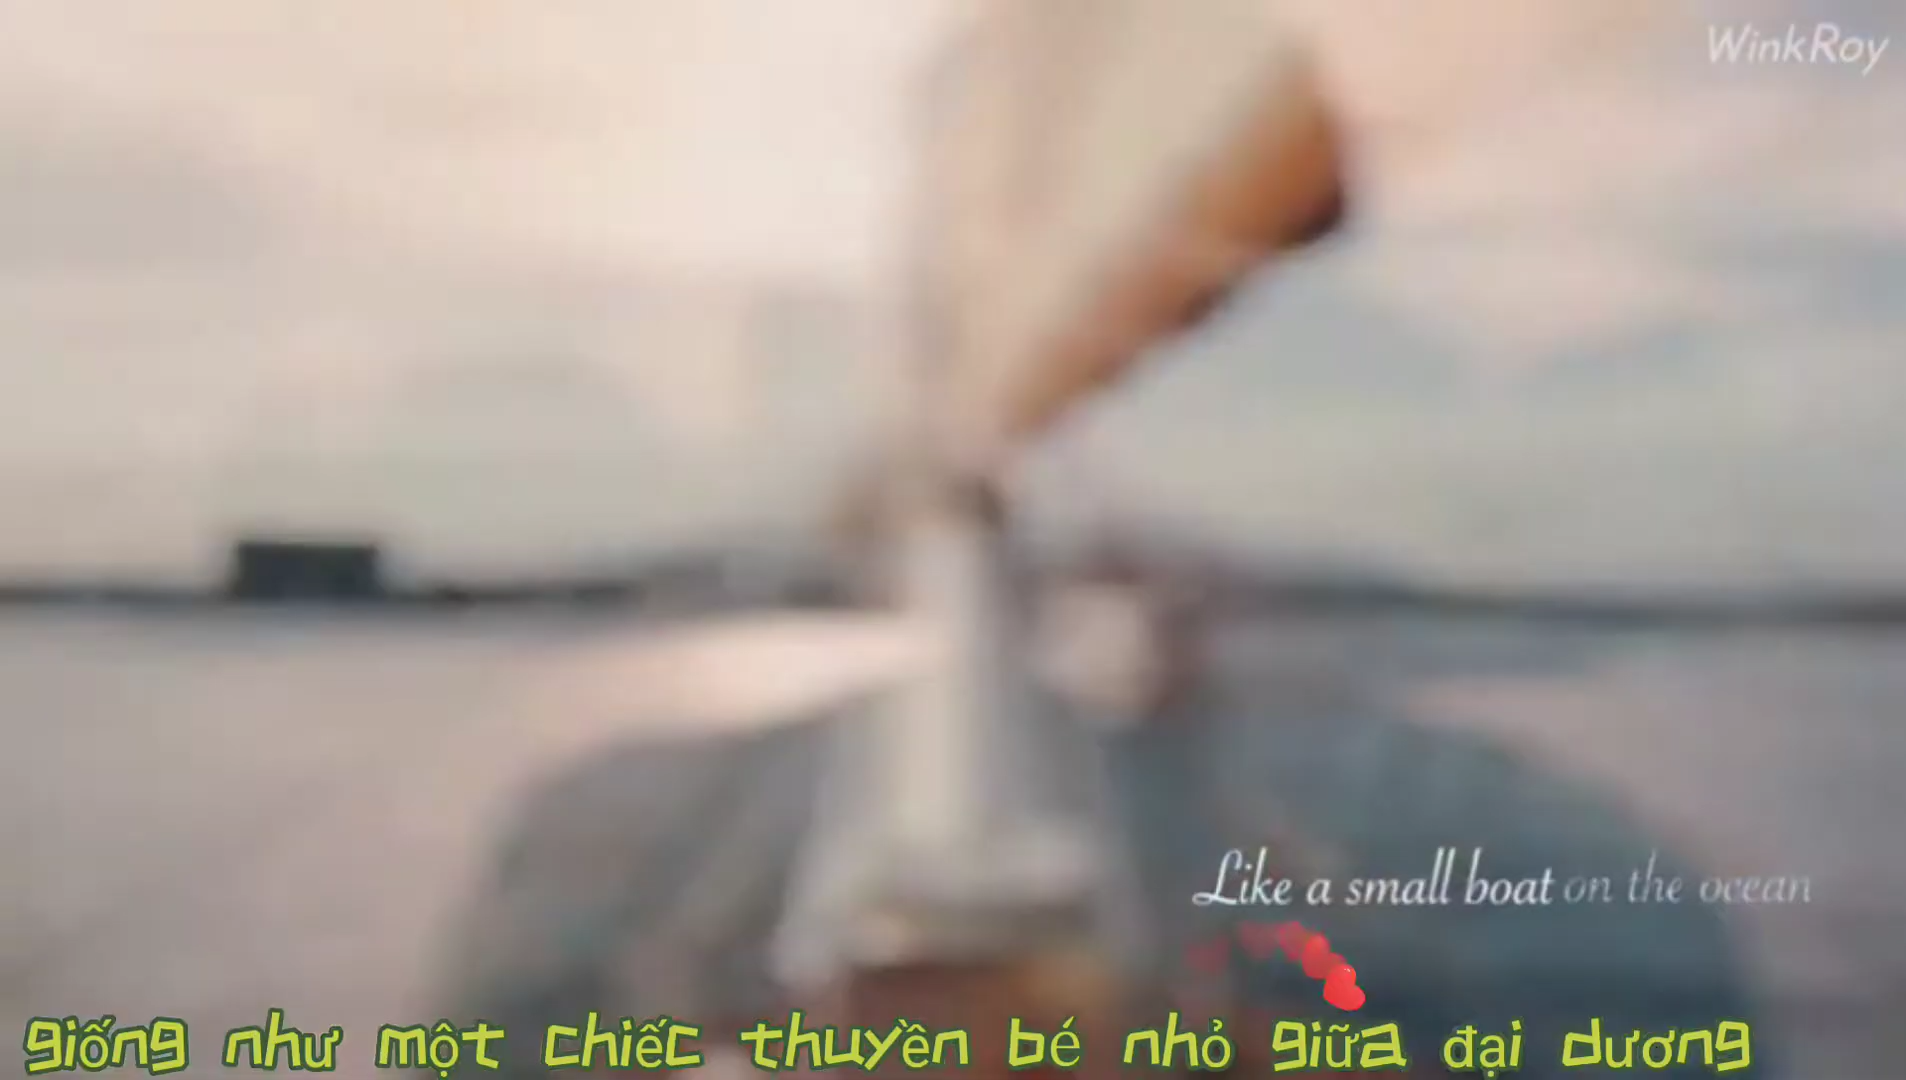 WinkRoy
Like a small boat on the ocean
giống như một chiếc thuyền bé nhỏ giữa đại dương